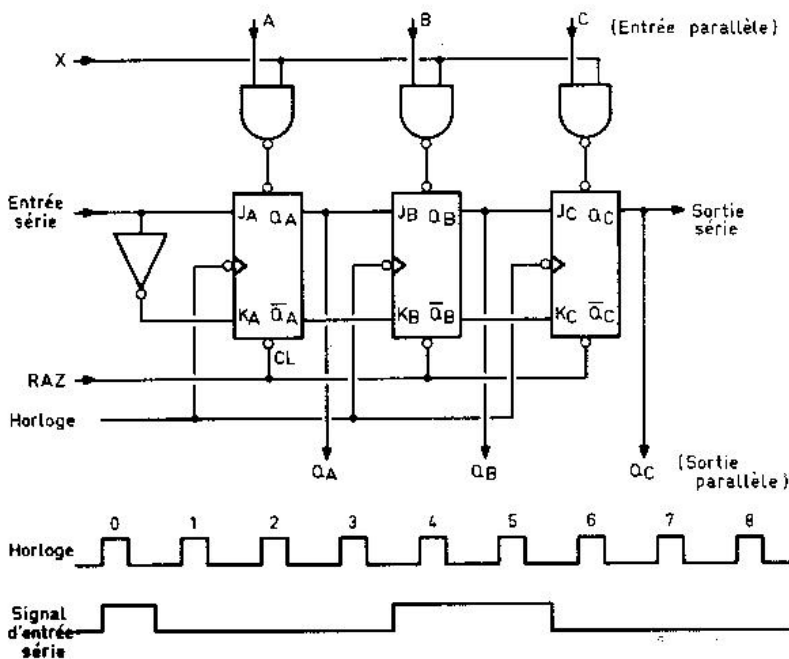 A B C (Entrée parallèle)
X
Entrée série
JA QA JB QB JC QC
Sortie série
KA Q̅A KB Q̅B KC Q̅C
CL
RAZ
Horloge
QA QB QC (Sortie parallèle)
0 1 2 3 4 5 6 7 8
Horloge
Signal d'entrée série